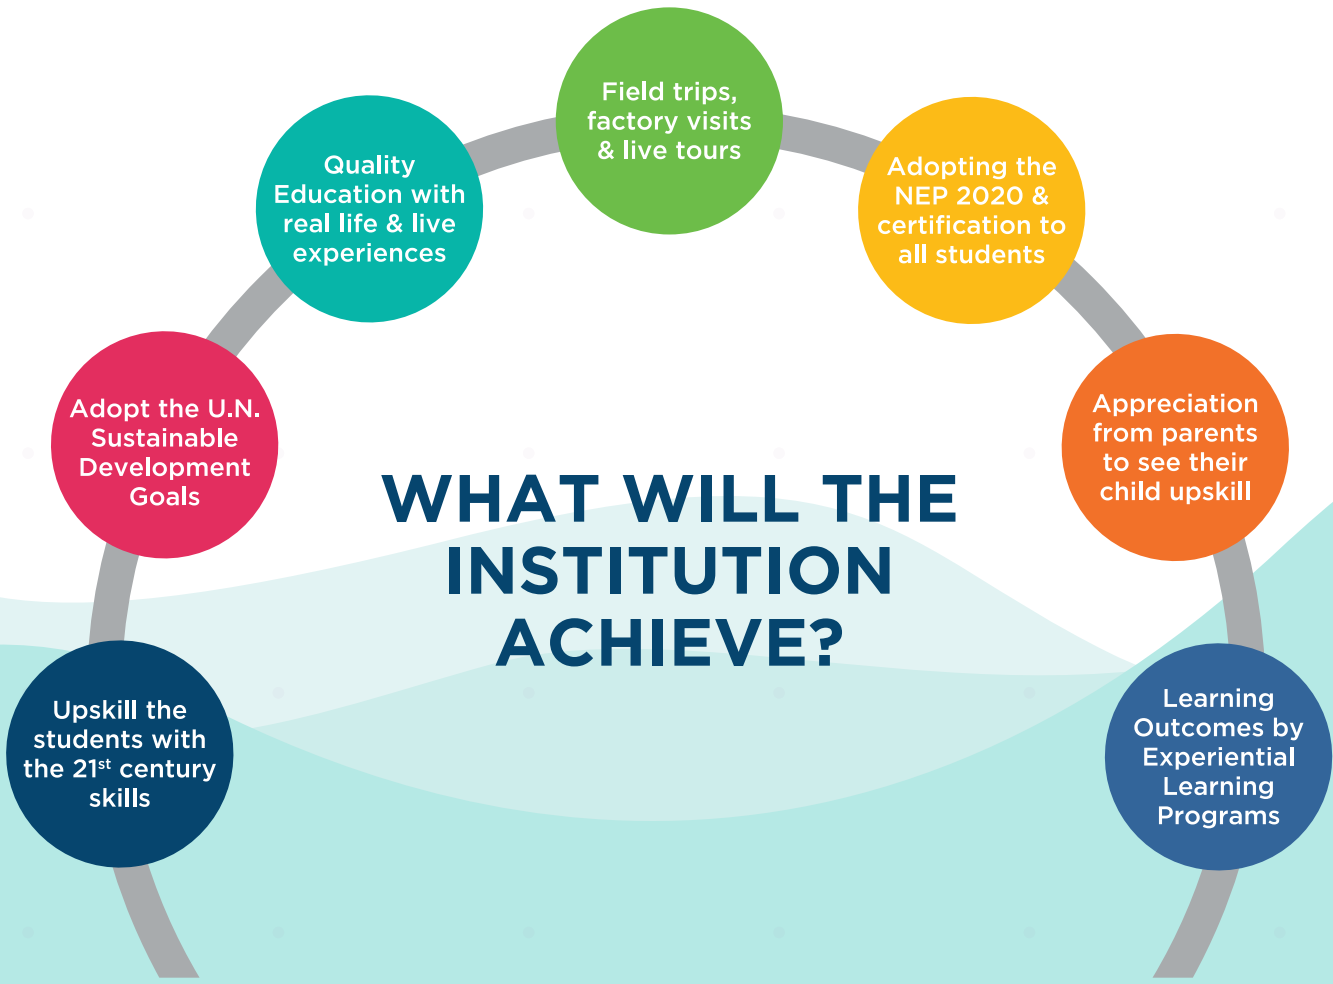 Field trips,
factory visits
& live tours
Quality
Education with
real life & live
experiences
Adopting the
NEP 2020 &
certification to
all students
Adopt the U.N.
Sustainable
Development
Goals
Appreciation
from parents
to see their
child upskill
WHAT WILL THE
INSTITUTION
ACHIEVE?
Upskill the
students with
the 21st century
skills
Learning
Outcomes by
Experiential
Learning
Programs